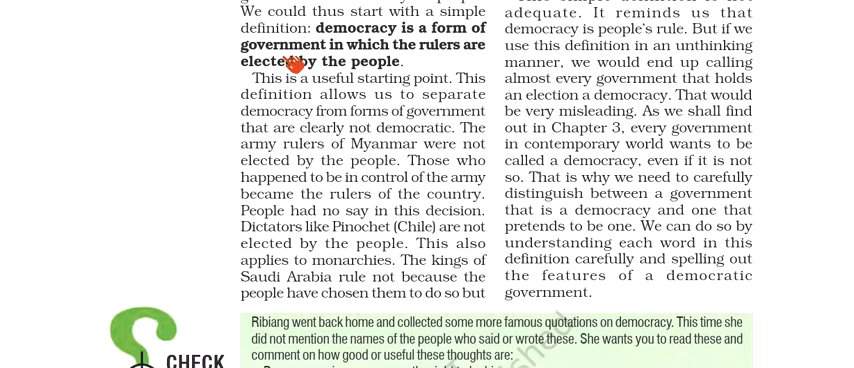 We could thus start with a simple
definition: democracy is a form of
government in which the rulers are
elected by the people.
This is a useful starting point. This
definition allows us to separate
democracy from forms of government
that are clearly not democratic. The
army rulers of Myanmar were not
elected by the people. Those who
happened to be in control of the army
became the rulers of the country.
People had no say in this decision.
Dictators like Pinochet (Chile) are not
elected by the people. This also
applies to monarchies. The kings of
Saudi Arabia rule not because the
people have chosen them to do so but
adequate. It reminds us that
democracy is people's rule. But if we
use this definition in an unthinking
manner, we would end up calling
almost every government that holds
an election a democracy. That would
be very misleading. As we shall find
out in Chapter 3, every government
in contemporary world wants to be
called a democracy, even if it is not
so. That is why we need to carefully
distinguish between a government
that is a democracy and one that
pretends to be one. We can do so by
understanding each word in this
definition carefully and spelling out
the features of a democratic
government.
CHECK
Ribiang went back home and collected some more famous quotations on democracy. This time she
did not mention the names of the people who said or wrote these. She wants you to read these and
comment on how good or useful these thoughts are: